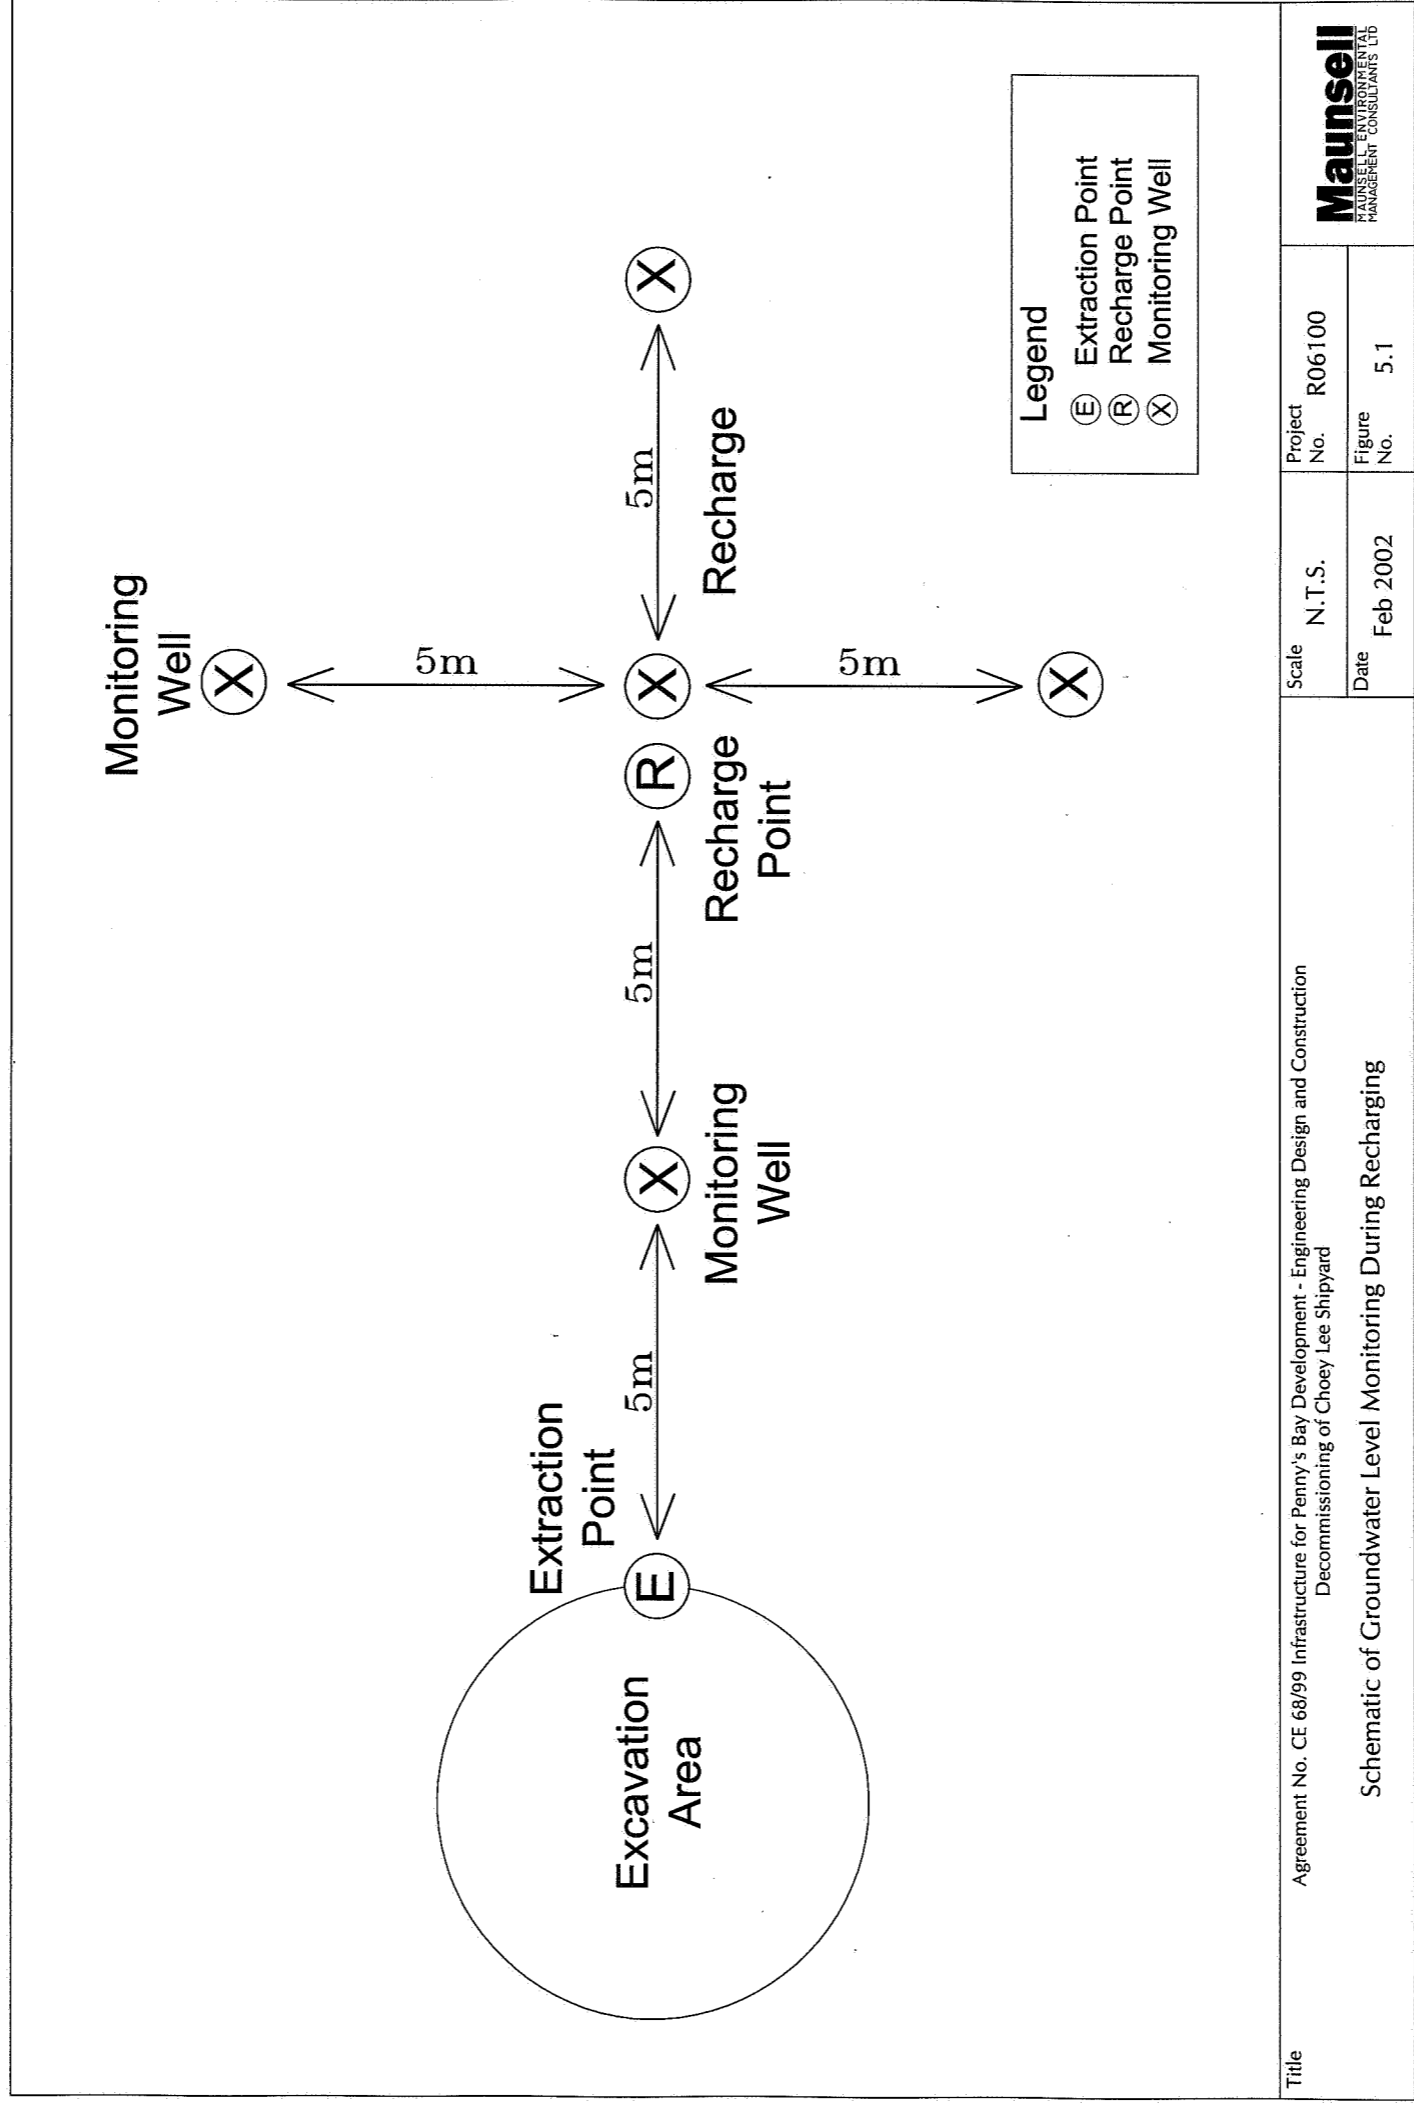 Monitoring
Well
X
5m
Extraction
Point
Excavation
Area
E
5m
X
5m
R
X
5m
X
Monitoring
Well
Recharge
Point
Recharge
5m
X
Legend
E Extraction Point
R Recharge Point
X Monitoring Well
Title
Agreement No. CE 68/99 Infrastructure for Penny's Bay Development - Engineering Design and Construction
Decommissioning of Choey Lee Shipyard
Schematic of Groundwater Level Monitoring During Recharging
Scale
N.T.S.
Date
Feb 2002
Project
No. R06100
Figure
No. 5.1
Maunsell
MAUNSELL ENVIRONMENTAL
MANAGEMENT CONSULTANTS LTD